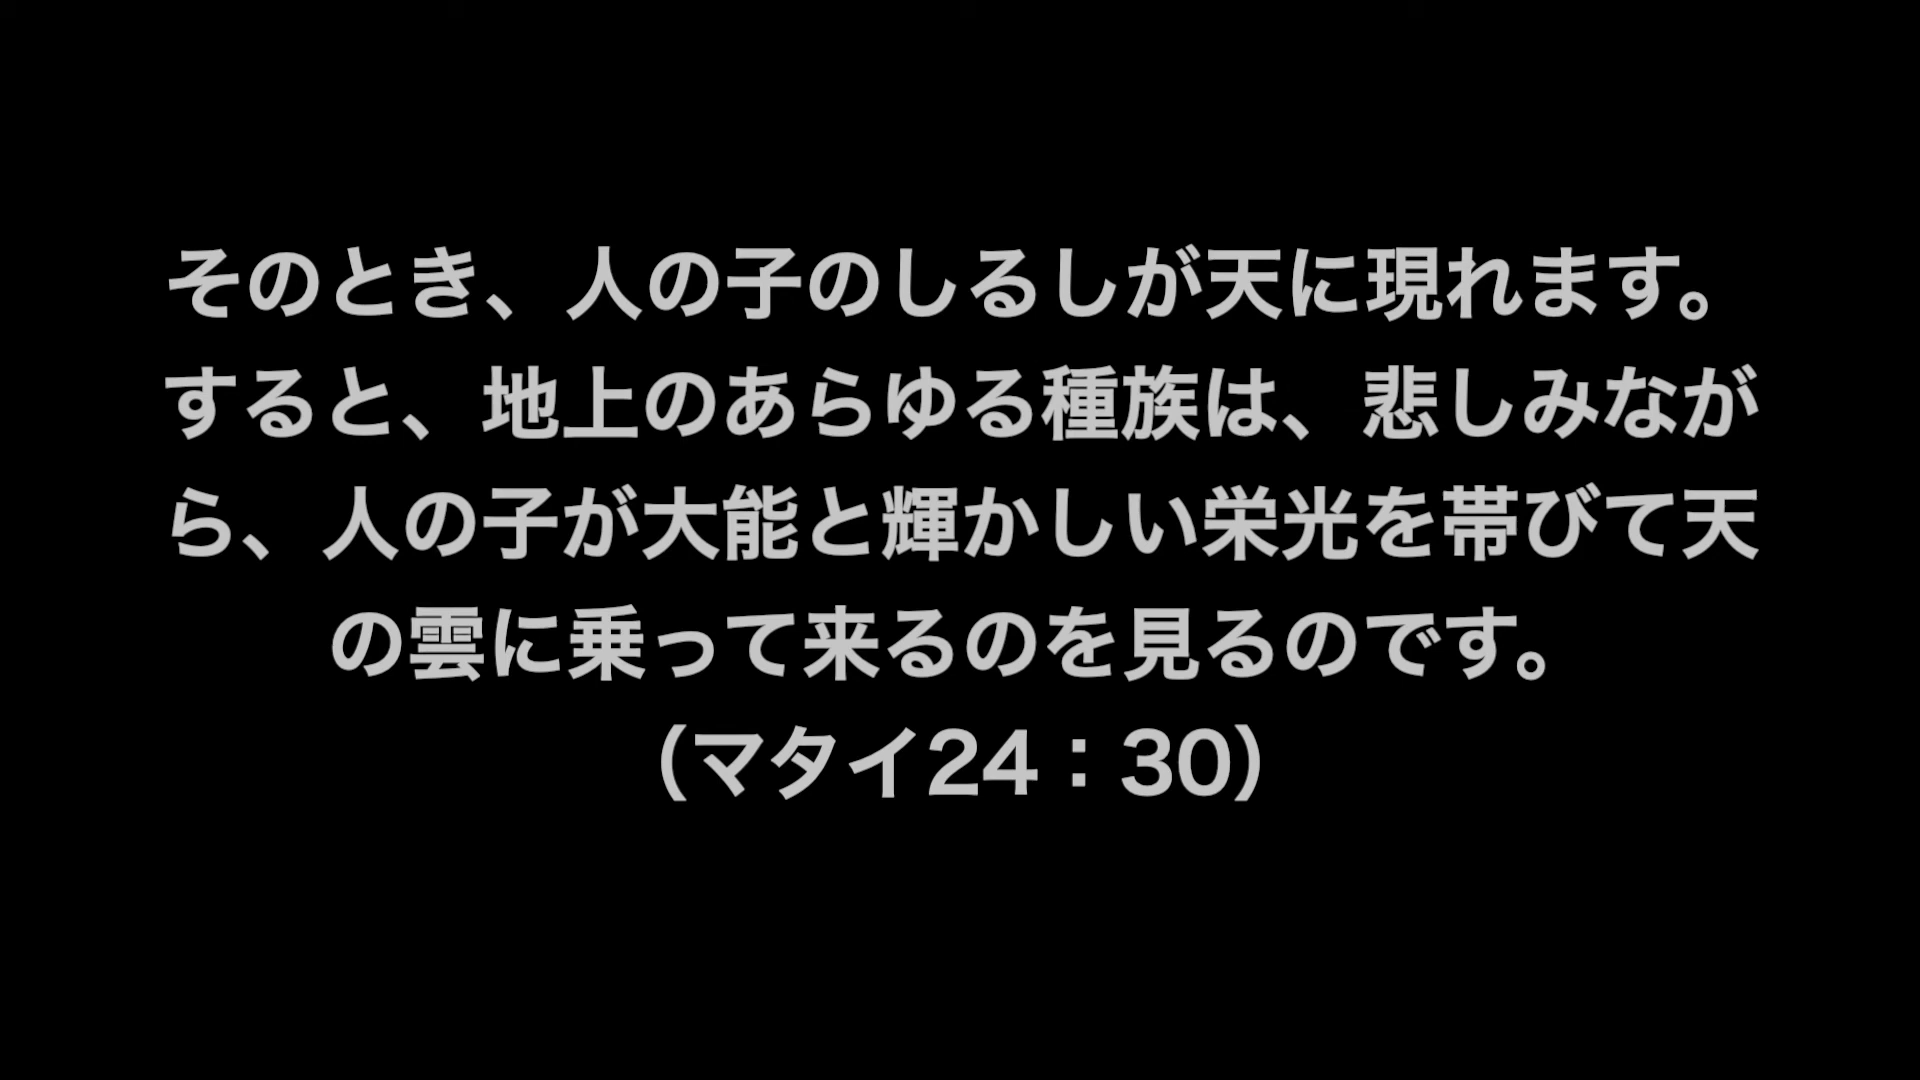 そのとき、人の子のしるしが天に現れます。
すると、地上のあらゆる種族は、悲しみなが
ら、人の子が大能と輝かしい栄光を帯びて天
の雲に乗って来るのを見るのです。
（マタイ24：30）